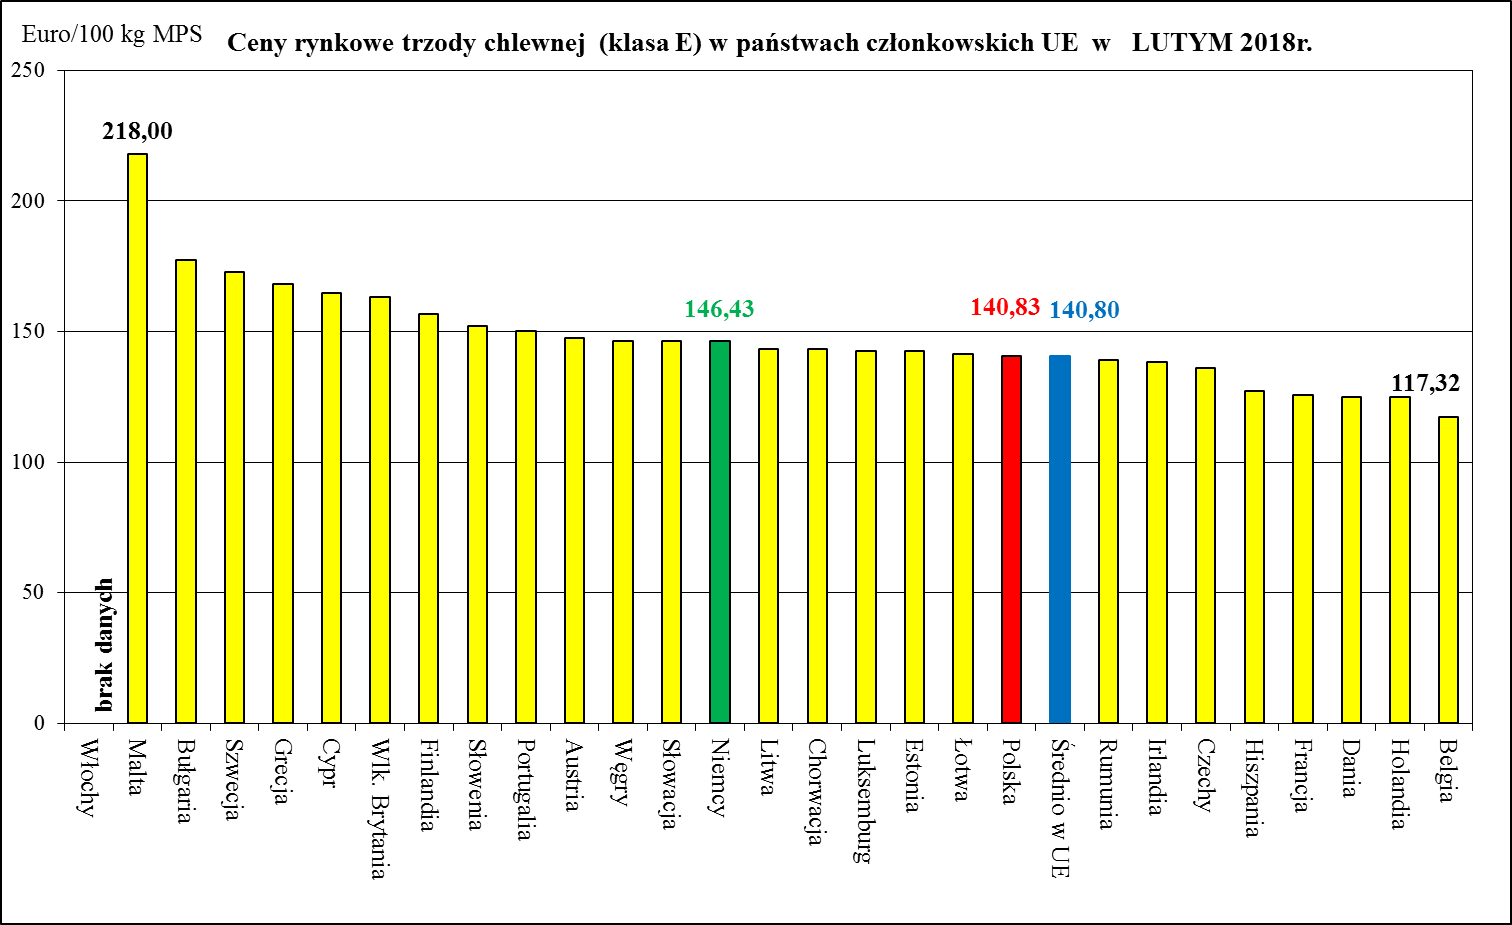 Euro/100 kg MPS
Ceny rynkowe trzody chlewnej (klasa E) w państwach członkowskich UE w LUTYM 2018r.
250
200
150
100
50
0
218,00
146,43
140,83
140,80
117,32
brak danych
Włochy
Malta
Bułgaria
Szwecja
Grecja
Cypr
Wlk. Brytania
Finlandia
Słowenia
Portugalia
Austria
Węgry
Słowacja
Niemcy
Litwa
Chorwacja
Luksemburg
Estonia
Łotwa
Polska
Średnio w UE
Rumunia
Irlandia
Czechy
Hiszpania
Francja
Dania
Holandia
Belgia